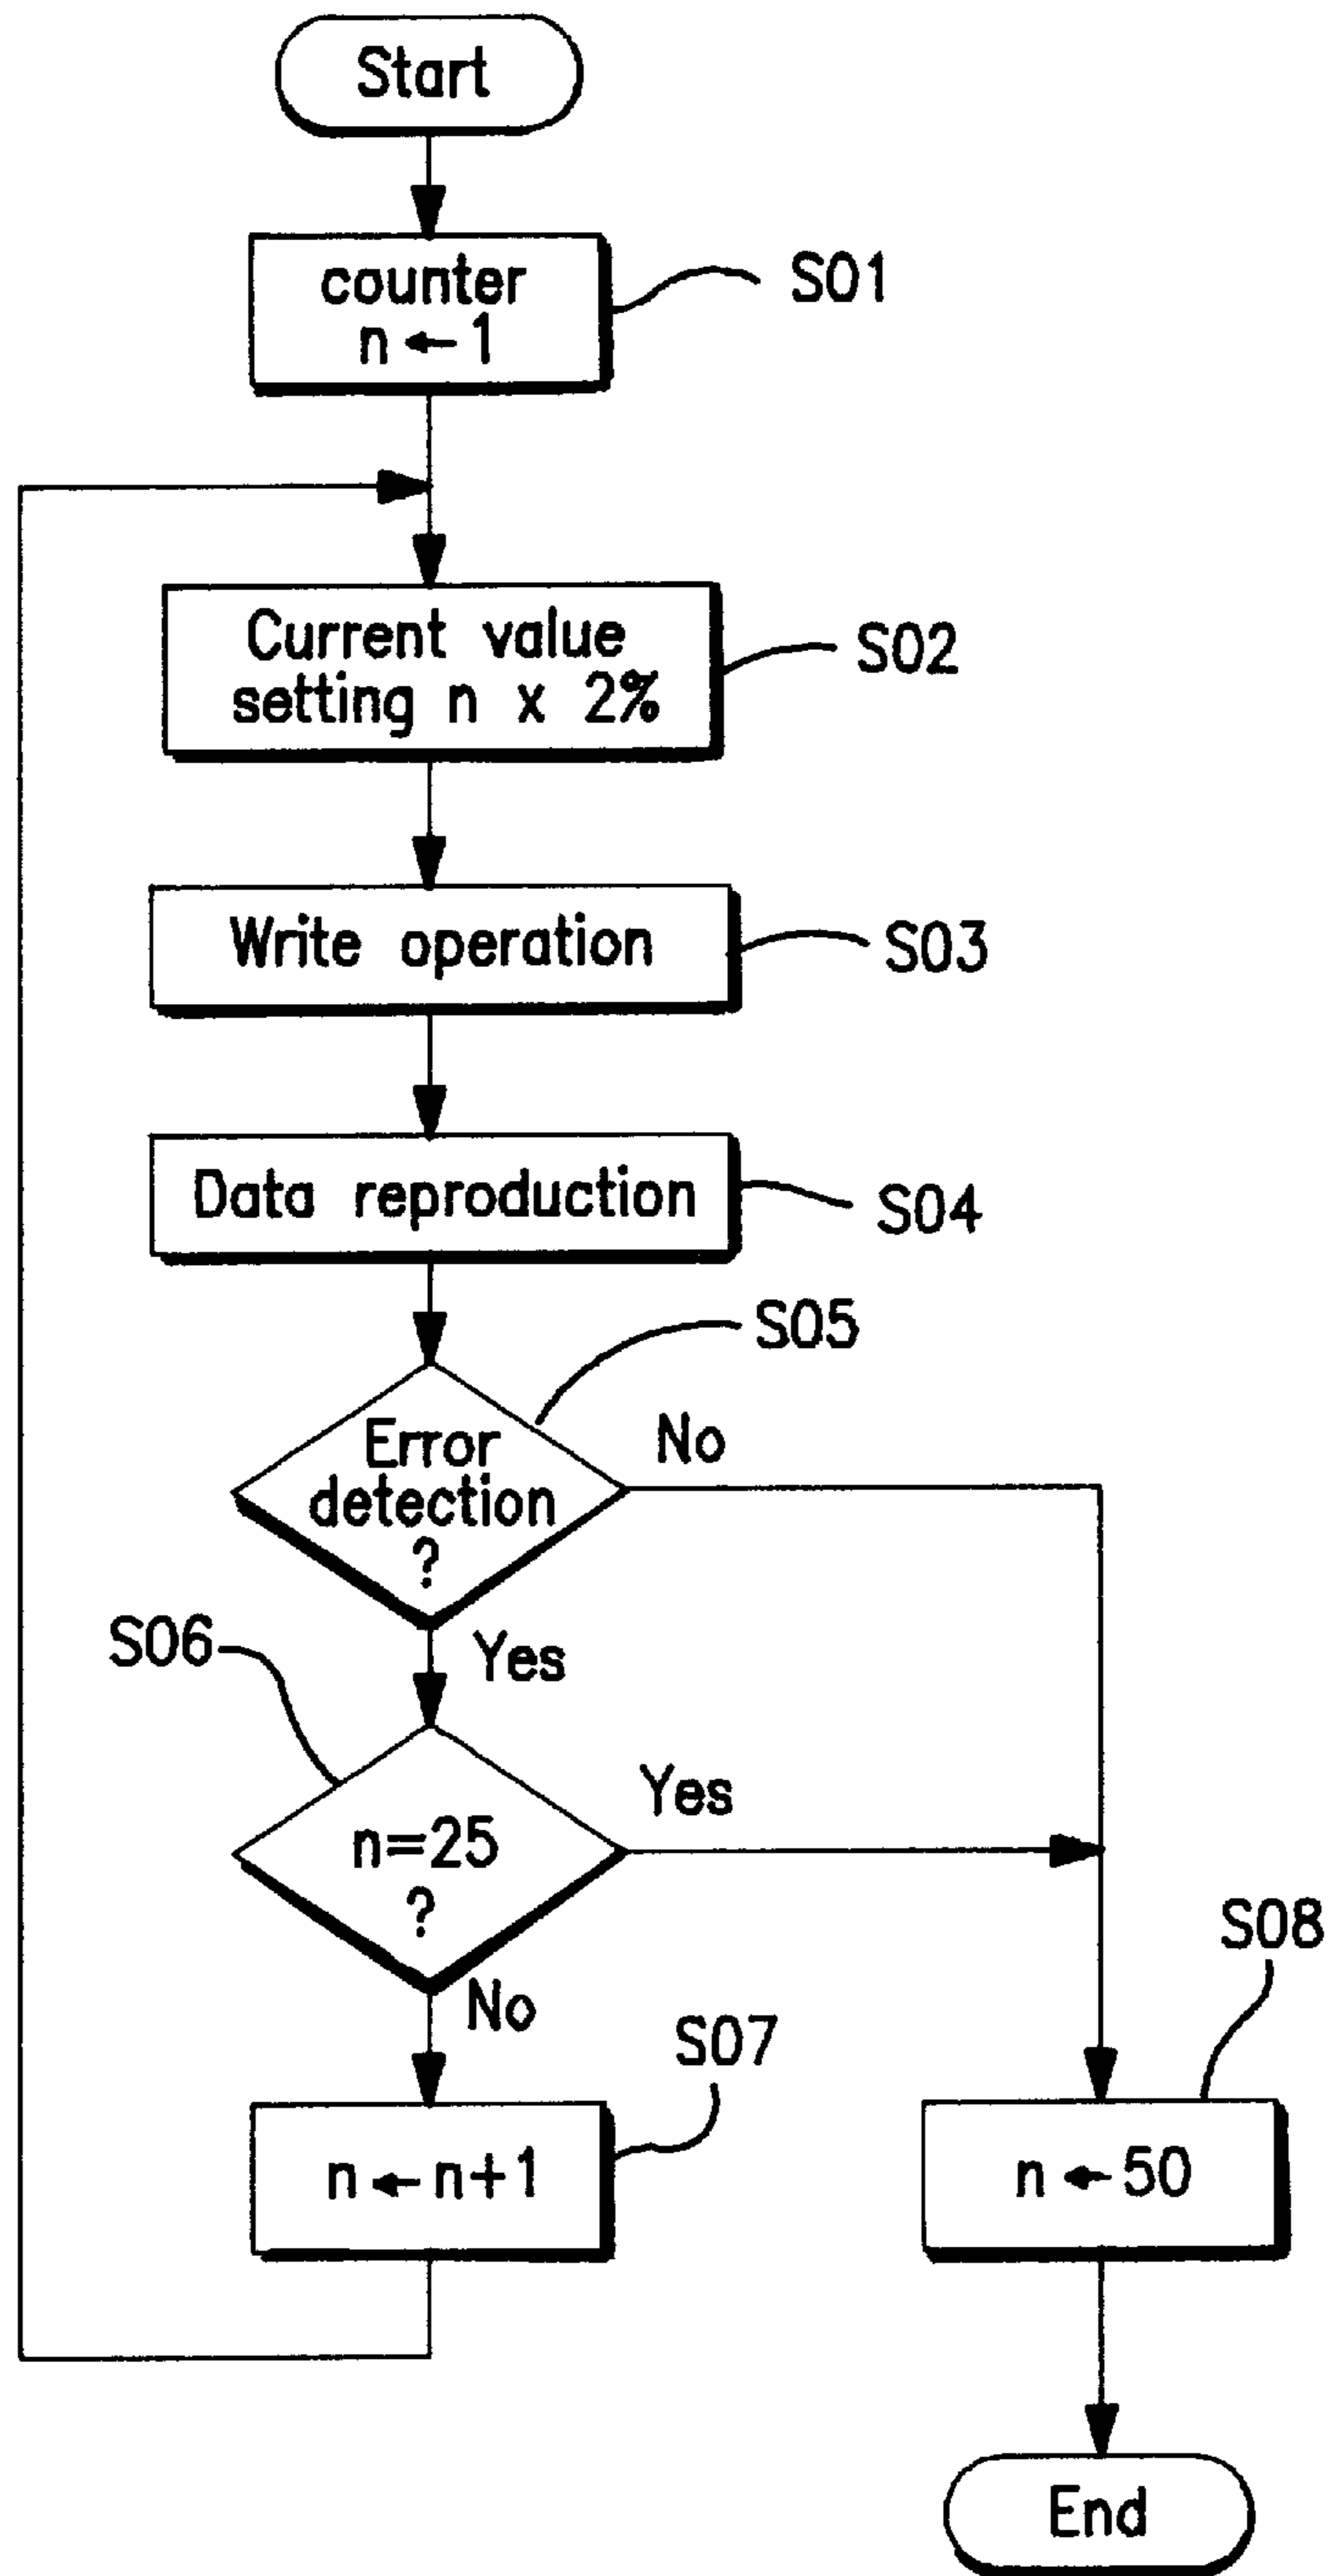 Start
counter
n ← 1
S01
Current value
setting n x 2%
S02
Write operation
S03
Data reproduction
S04
S05
Error
detection
?
No
Yes
S06
n=25
?
Yes
No
S07
n ← n+1
S08
n ← 50
End